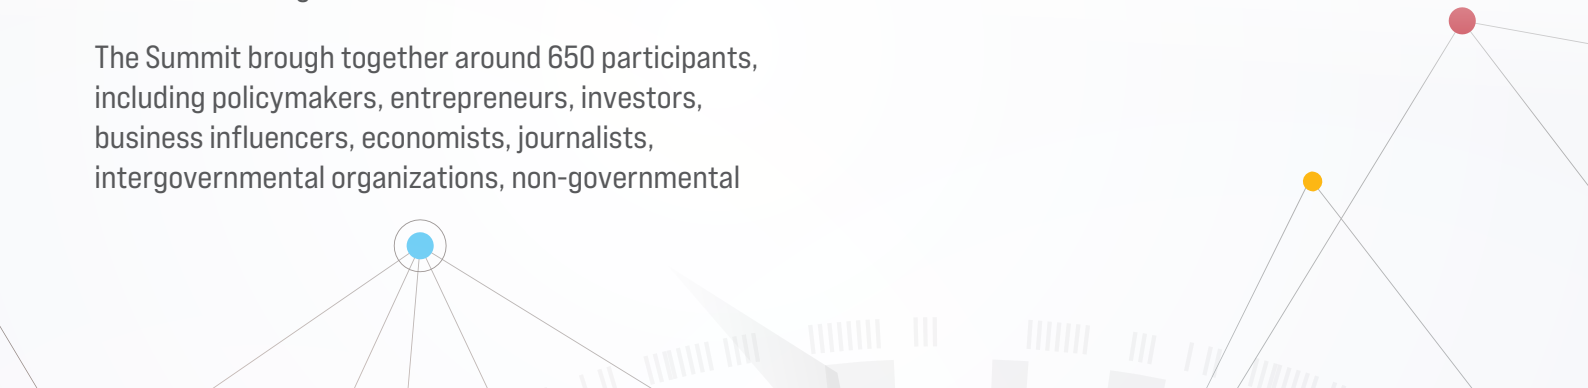 The Summit brough together around 650 participants,
including policymakers, entrepreneurs, investors,
business influencers, economists, journalists,
intergovernmental organizations, non-governmental